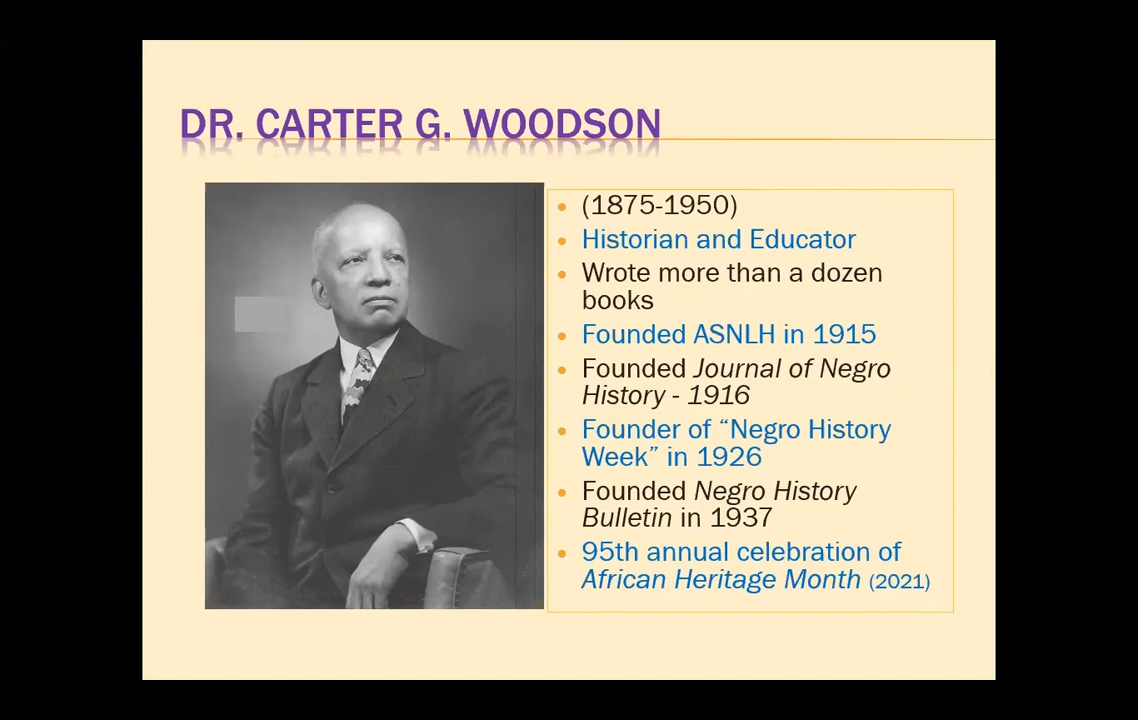 DR. CARTER G. WOODSON
(1875-1950)
Historian and Educator
Wrote more than a dozen
books
Founded ASNLH in 1915
Founded Journal of Negro
History - 1916
Founder of “Negro History
Week” in 1926
Founded Negro History
Bulletin in 1937
95th annual celebration of
African Heritage Month (2021)